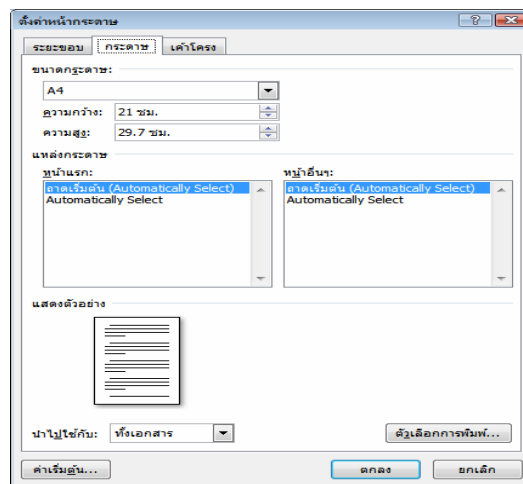 ตั้งค่าหน้ากระดาษ
ระยะขอบ กระดาษ เค้าโครง
ขนาดกระดาษ:
A4
ความกว้าง: 21 ซม.
ความสูง: 29.7 ซม.
แหล่งกระดาษ
หน้าแรก: หน้าอื่นๆ:
ถาดเริ่มต้น (Automatically Select) ถาดเริ่มต้น (Automatically Select)
Automatically Select Automatically Select
แสดงตัวอย่าง
นำไปใช้กับ: ทั้งเอกสาร ตัวเลือกการพิมพ์...
ค่าเริ่มต้น... ตกลง ยกเลิก